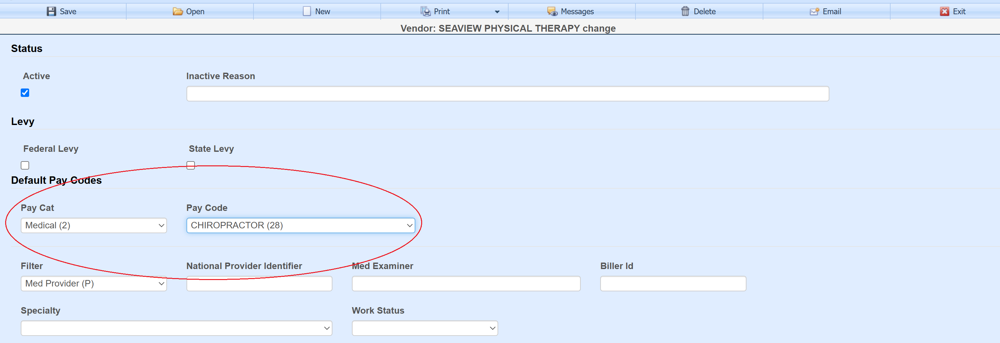 Save Open New Print Messages Delete Email Exit
Vendor: SEAVIEW PHYSICAL THERAPY change
Status
Active Inactive Reason
Levy
Federal Levy State Levy
Default Pay Codes
Pay Cat Pay Code
Medical (2) CHIROPRACTOR (28)
Filter National Provider Identifier Med Examiner Biller Id
Med Provider (P)
Specialty Work Status